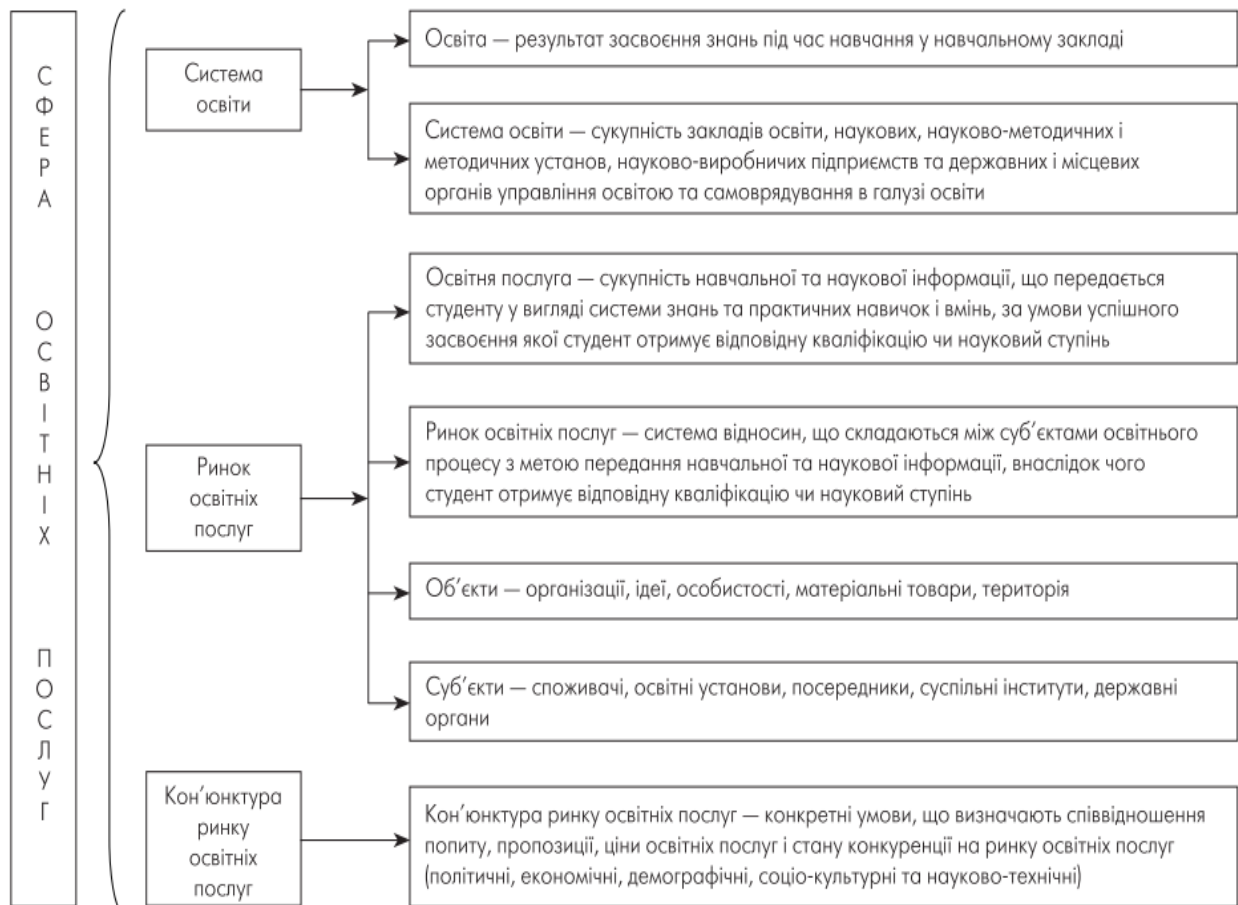 СФЕРА ОСВІТНІХ ПОСЛУГ
Система
освіти
Освіта — результат засвоєння знань під час навчання у навчальному закладі
Система освіти — сукупність закладів освіти, наукових, науково-методичних і
методичних установ, науково-виробничих підприємств та державних і місцевих
органів управління освітою та самоврядування в галузі освіти
Ринок
освітніх
послуг
Освітня послуга — сукупність навчальної та наукової інформації, що передається
студенту у вигляді системи знань та практичних навичок і вмінь, за умови успішного
засвоєння якої студент отримує відповідну кваліфікацію чи науковий ступінь
Ринок освітніх послуг — система відносин, що складаються між суб’єктами освітнього
процесу з метою передання навчальної та наукової інформації, внаслідок чого
студент отримує відповідну кваліфікацію чи науковий ступінь
Об’єкти — організації, ідеї, особистості, матеріальні товари, територія
Суб’єкти — споживачі, освітні установи, посередники, суспільні інститути, державні
органи
Кон’юнктура
ринку
освітніх
послуг
Кон’юнктура ринку освітніх послуг — конкретні умови, що визначають співвідношення
попиту, пропозиції, ціни освітніх послуг і стану конкуренції на ринку освітніх послуг
(політичні, економічні, демографічні, соціо-культурні та науково-технічні)